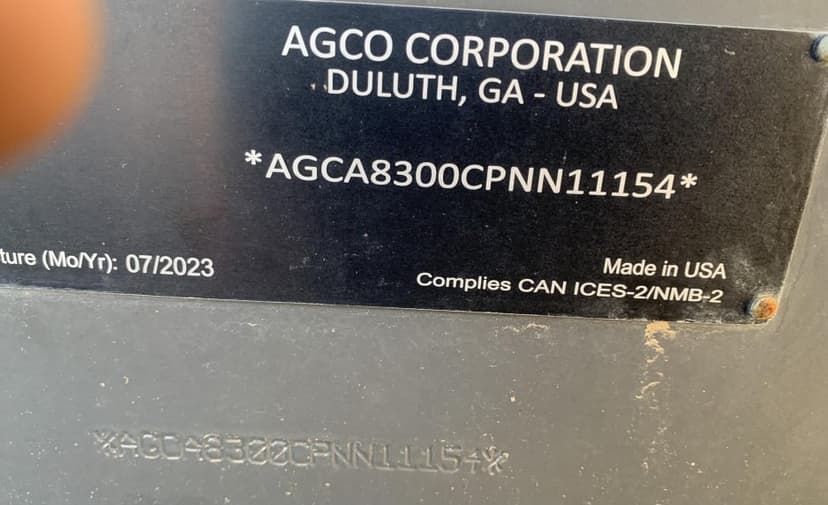 AGCO CORPORATION
DULUTH, GA - USA
*AGCA8300CPNN11154*
ture (Mo/Yr): 07/2023
Made in USA
Complies CAN ICES-2/NMB-2
*AGCA8300CPNN11154*